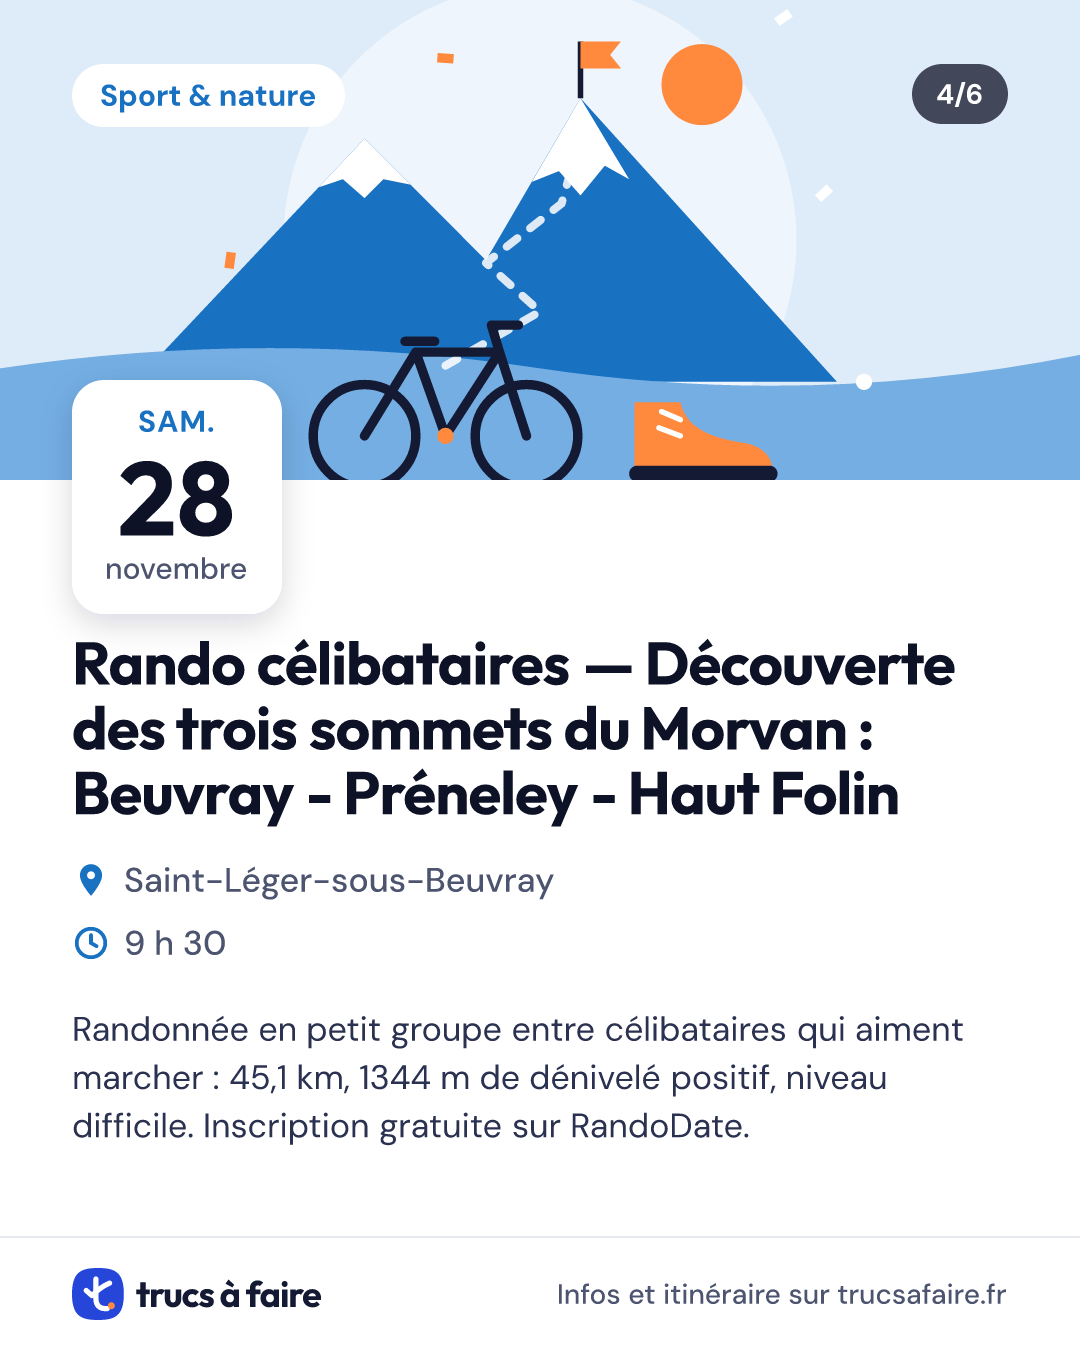 Sport & nature
4/6
SAM.
28
novembre
Rando célibataires — Découverte
des trois sommets du Morvan :
Beuvray - Préneley - Haut Folin
Saint-Léger-sous-Beuvray
9 h 30
Randonnée en petit groupe entre célibataires qui aiment
marcher : 45,1 km, 1344 m de dénivelé positif, niveau
difficile. Inscription gratuite sur RandoDate.
trucs à faire
Infos et itinéraire sur trucsafaire.fr